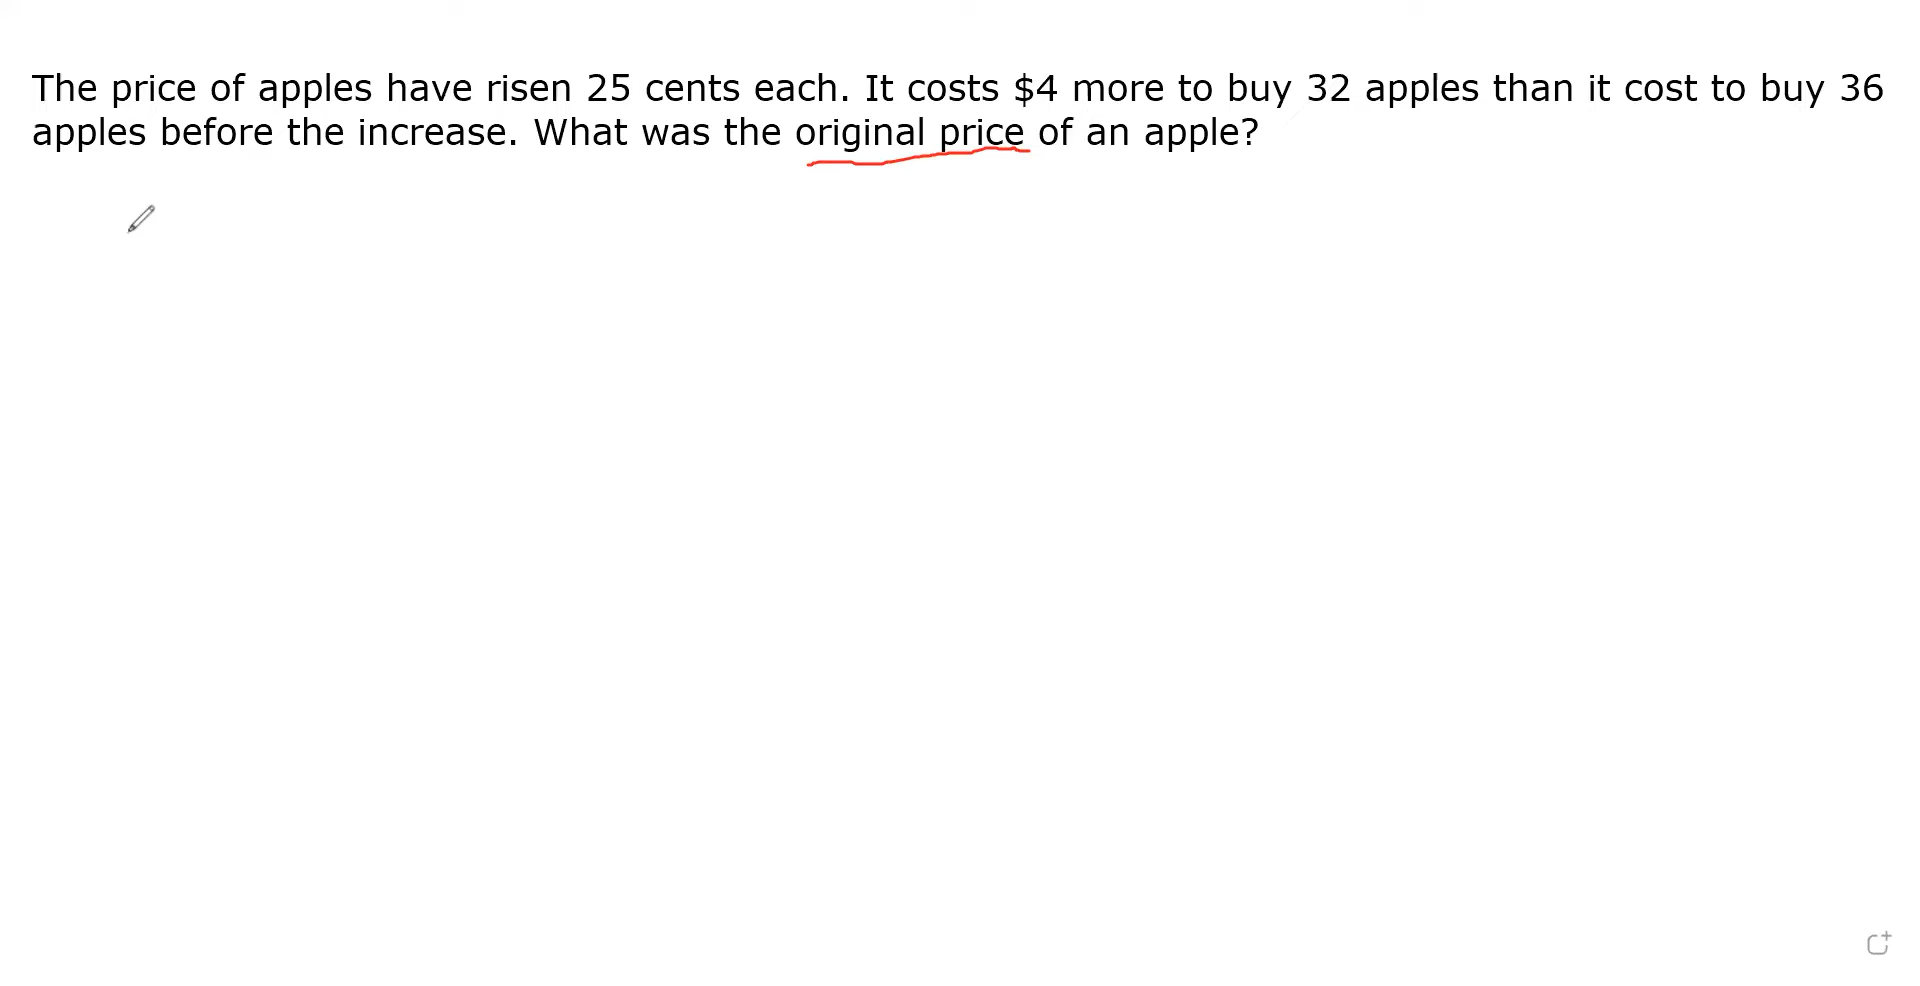 The price of apples have risen 25 cents each. It costs $4 more to buy 32 apples than it cost to buy 36
apples before the increase. What was the original price of an apple?